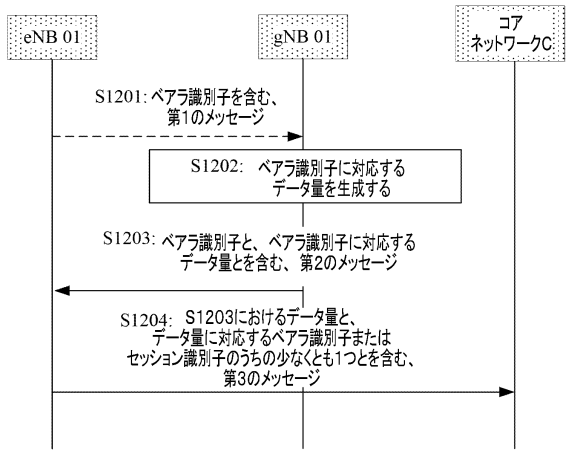 eNB 01
gNB 01
コア
ネットワークC
S1201: ベアラ識別子を含む、
第1のメッセージ
S1202: ベアラ識別子に対応する
データ量を生成する
S1203: ベアラ識別子と、ベアラ識別子に対応する
データ量とを含む、第2のメッセージ
S1204: S1203におけるデータ量と、
データ量に対応するベアラ識別子または
セッション識別子のうちの少なくとも1つとを含む、
第3のメッセージ